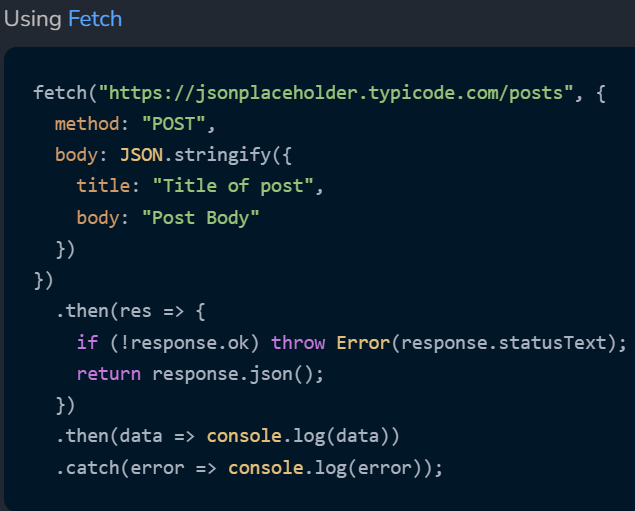 Using Fetch
fetch("https://jsonplaceholder.typicode.com/posts", {
  method: "POST",
  body: JSON.stringify({
    title: "Title of post",
    body: "Post Body"
  })
})
  .then(res => {
    if (!response.ok) throw Error(response.statusText);
    return response.json();
  })
  .then(data => console.log(data))
  .catch(error => console.log(error));